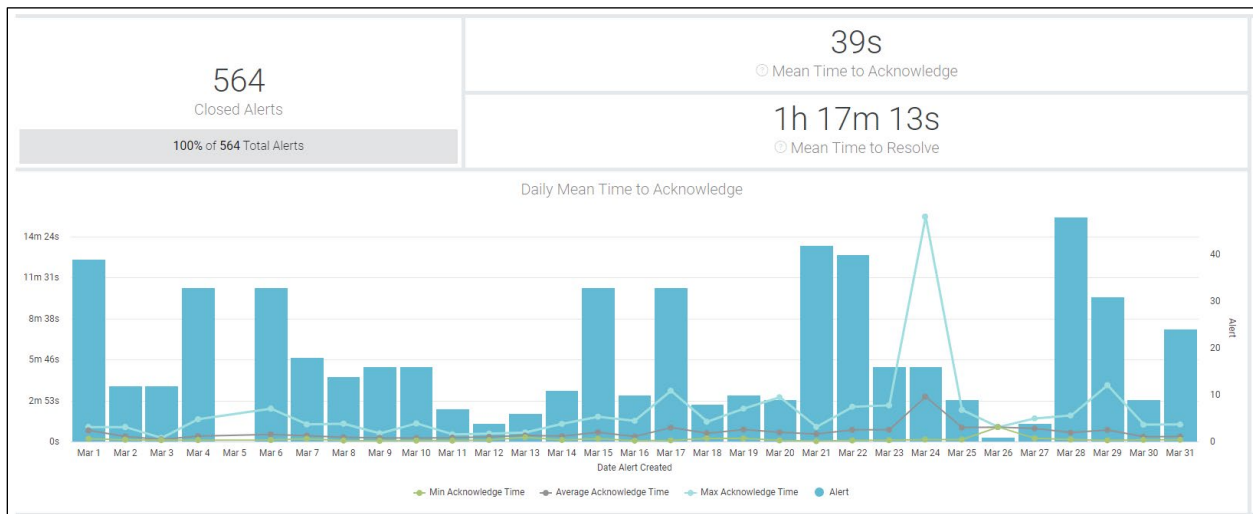 564
Closed Alerts
100% of 564 Total Alerts
39s
Mean Time to Acknowledge
1h 17m 13s
Mean Time to Resolve
Daily Mean Time to Acknowledge
14m 24s
11m 31s
8m 38s
5m 46s
2m 53s
0s
40
30
20
10
0
Alert
Mar 1 Mar 2 Mar 3 Mar 4 Mar 5 Mar 6 Mar 7 Mar 8 Mar 9 Mar 10 Mar 11 Mar 12 Mar 13 Mar 14 Mar 15 Mar 16 Mar 17 Mar 18 Mar 19 Mar 20 Mar 21 Mar 22 Mar 23 Mar 24 Mar 25 Mar 26 Mar 27 Mar 28 Mar 29 Mar 30 Mar 31
Date Alert Created
Min Acknowledge Time Average Acknowledge Time Max Acknowledge Time Alert